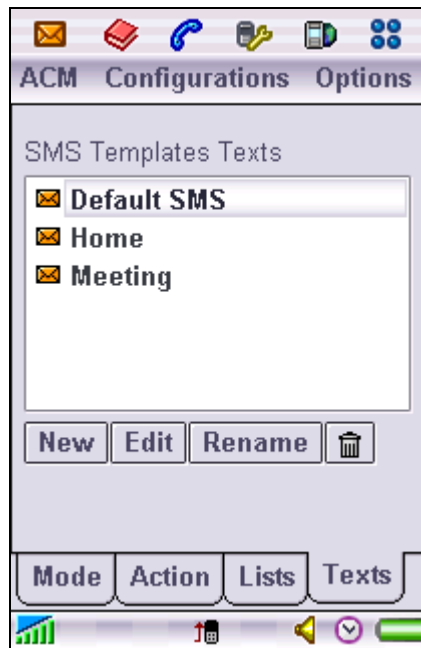 ACM Configurations Options
SMS Templates Texts
Default SMS
Home
Meeting
New Edit Rename
Mode Action Lists Texts